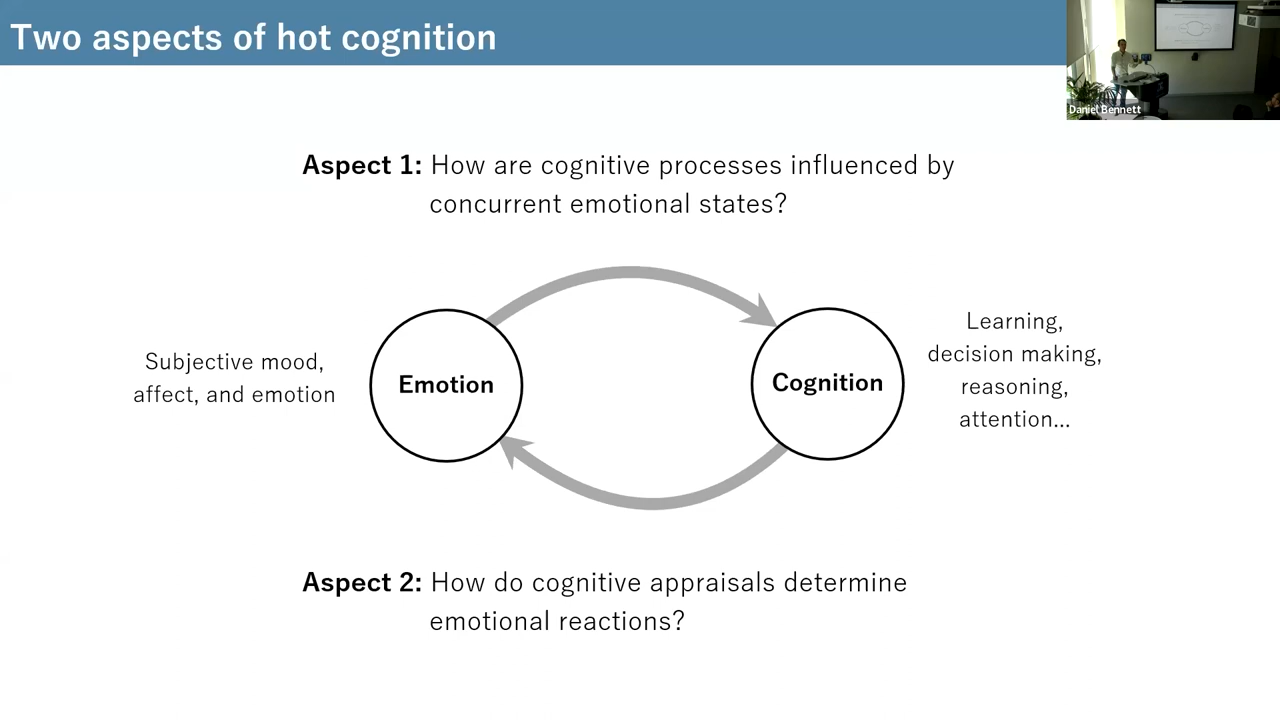 Two aspects of hot cognition
Daniel Bennett
Aspect 1: How are cognitive processes influenced by
concurrent emotional states?
Subjective mood,
affect, and emotion
Emotion
Cognition
Learning,
decision making,
reasoning,
attention...
Aspect 2: How do cognitive appraisals determine
emotional reactions?